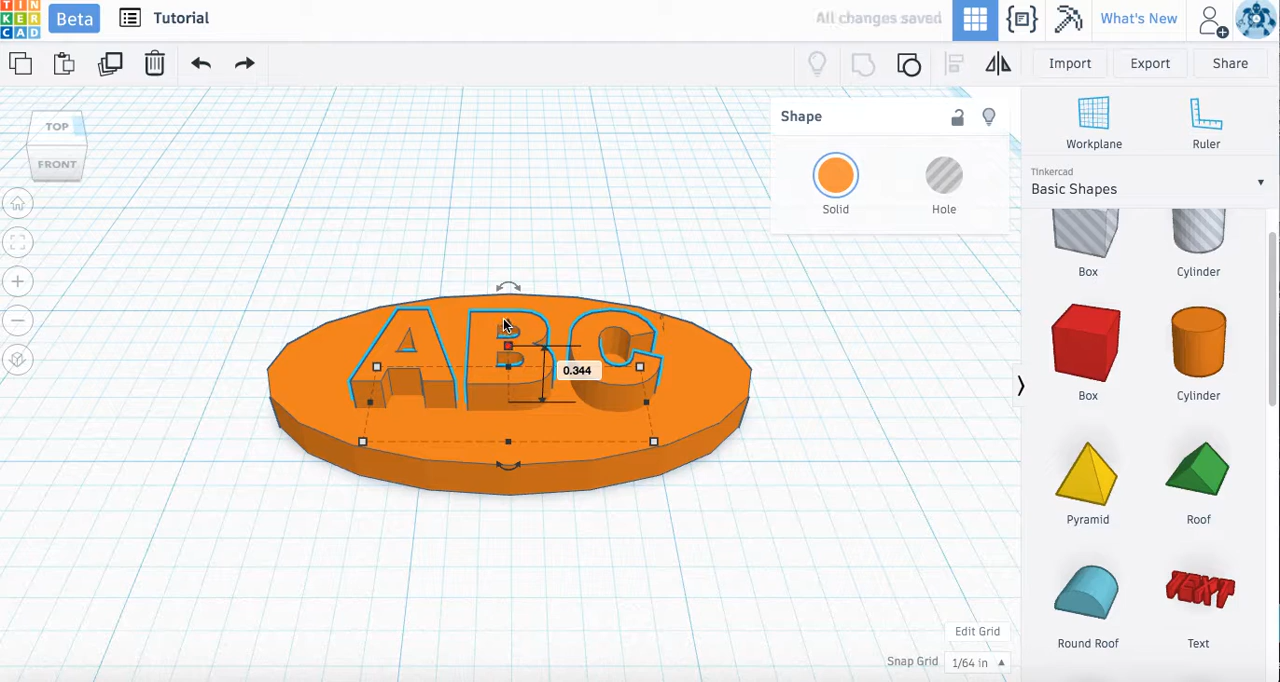 TIN
KER
CAD
Beta
Tutorial
All changes saved
What's New
Import
Export
Share
TOP
FRONT
Shape
Solid
Hole
Workplane
Ruler
Tinkercad
Basic Shapes
Box
Cylinder
Box
Cylinder
Pyramid
Roof
TEXT
Round Roof
Text
ABC
0.344
Edit Grid
Snap Grid
1/64 in